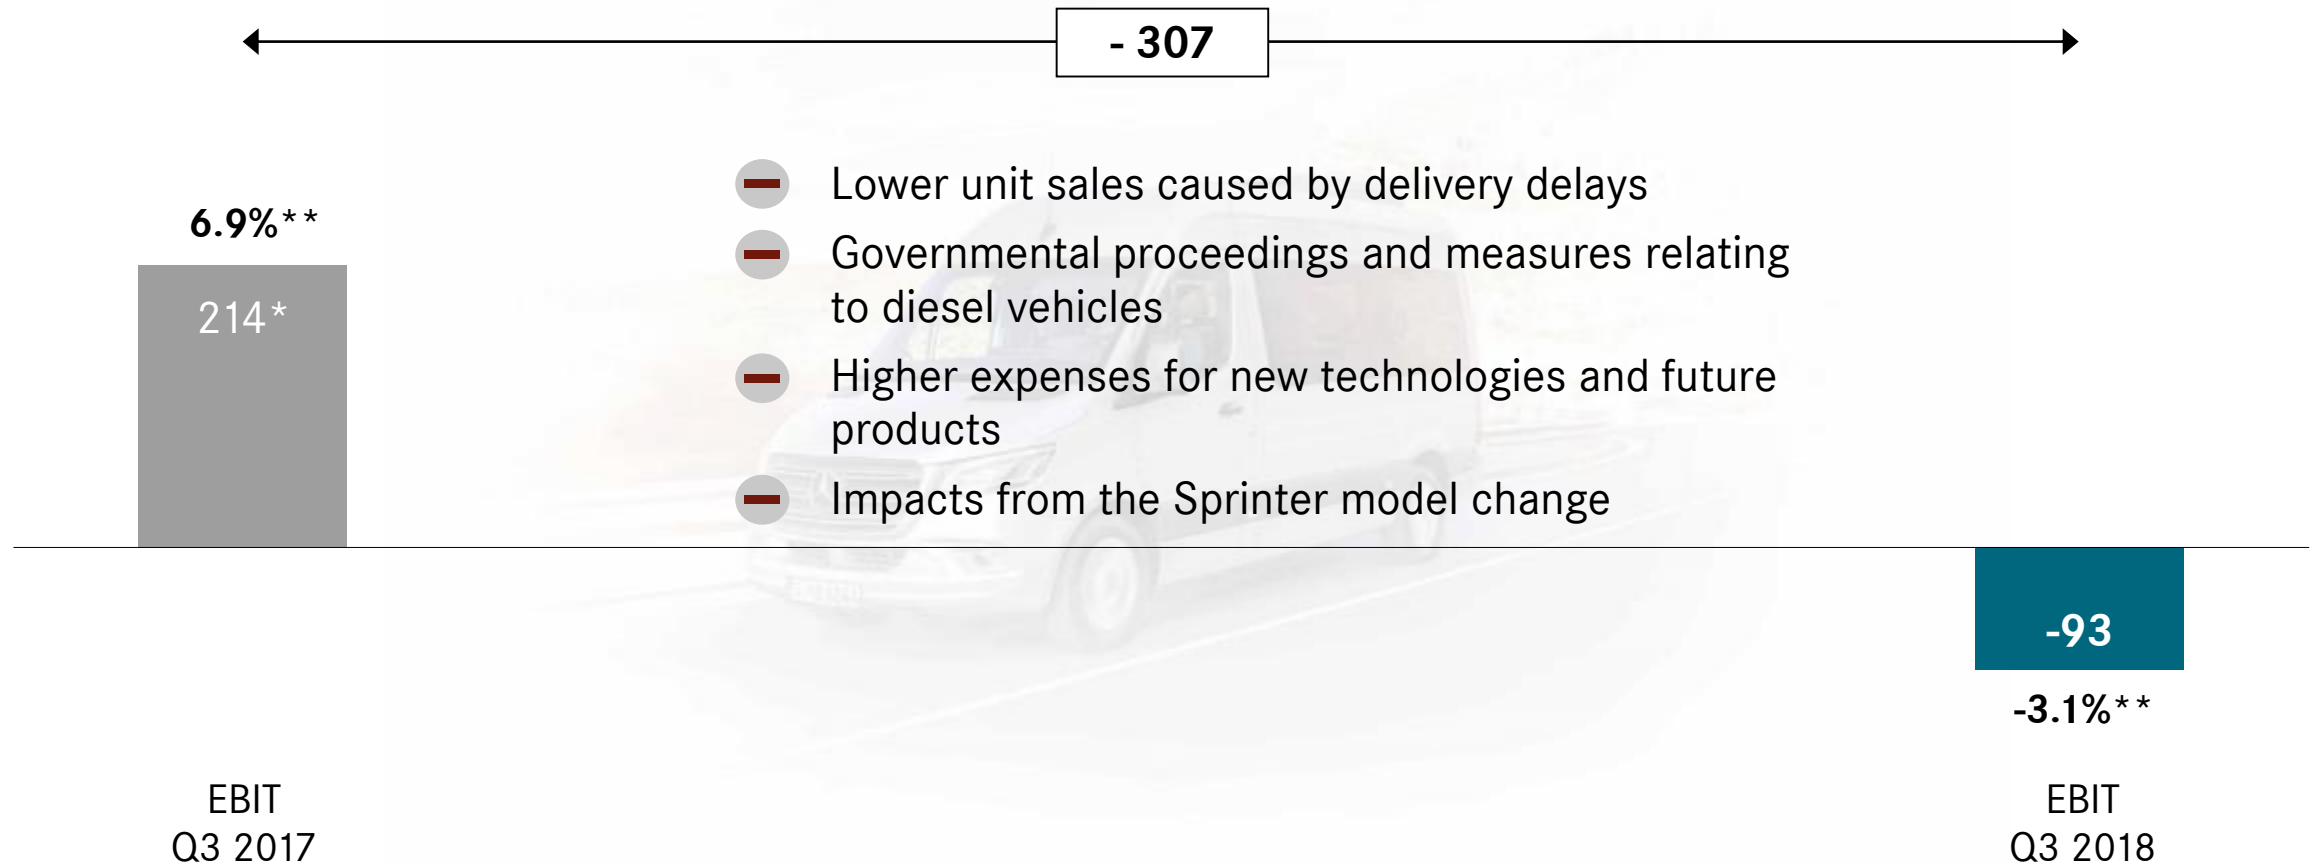 - 307
6.9%**
214*
Lower unit sales caused by delivery delays
Governmental proceedings and measures relating
to diesel vehicles
Higher expenses for new technologies and future
products
Impacts from the Sprinter model change
-93
-3.1%**
EBIT
Q3 2017
EBIT
Q3 2018